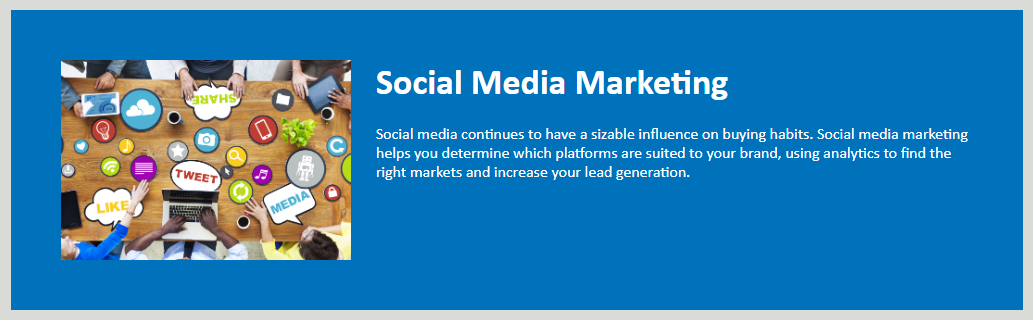 Social Media Marketing
Social media continues to have a sizable influence on buying habits. Social media marketing
helps you determine which platforms are suited to your brand, using analytics to find the
right markets and increase your lead generation.
SHARE
TWEET
LIKE
MEDIA